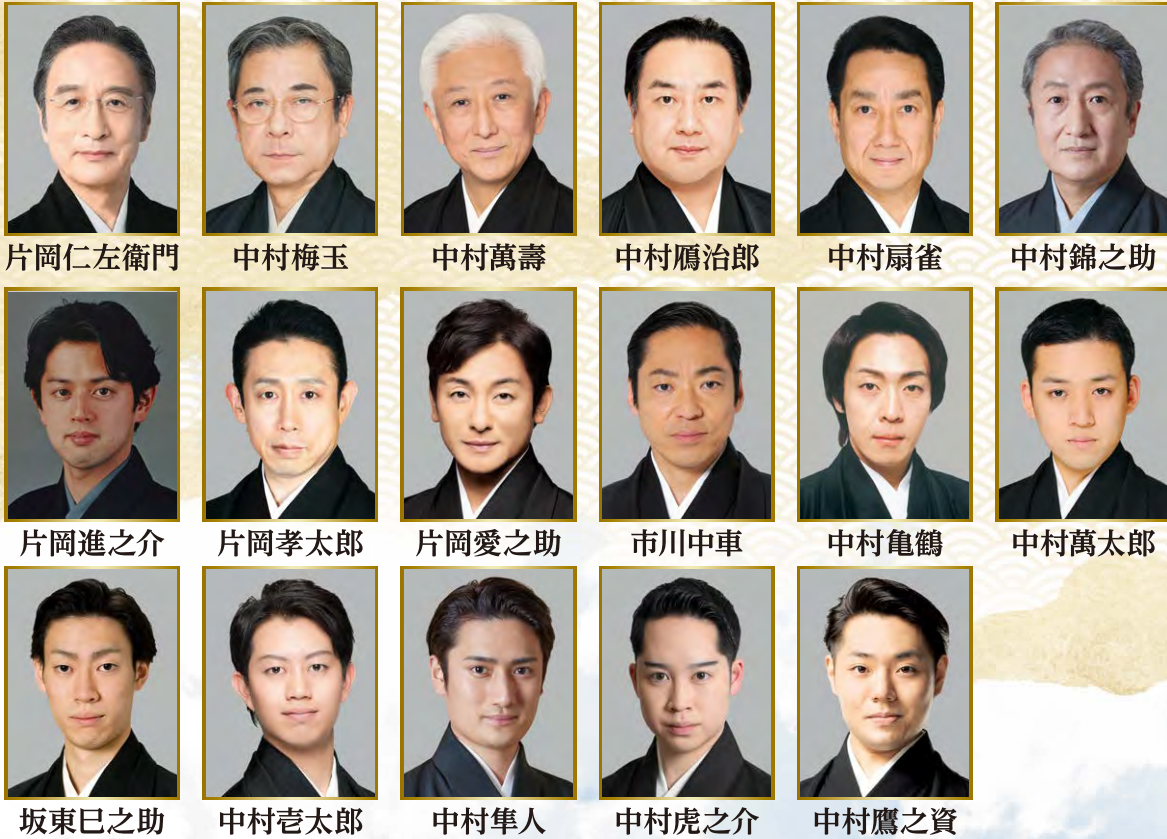 片岡仁左衛門
中村梅玉
中村萬壽
中村鴈治郎
中村扇雀
中村錦之助
片岡進之介
片岡孝太郎
片岡愛之助
市川中車
中村亀鶴
中村萬太郎
坂東巳之助
中村壱太郎
中村隼人
中村虎之介
中村鷹之資